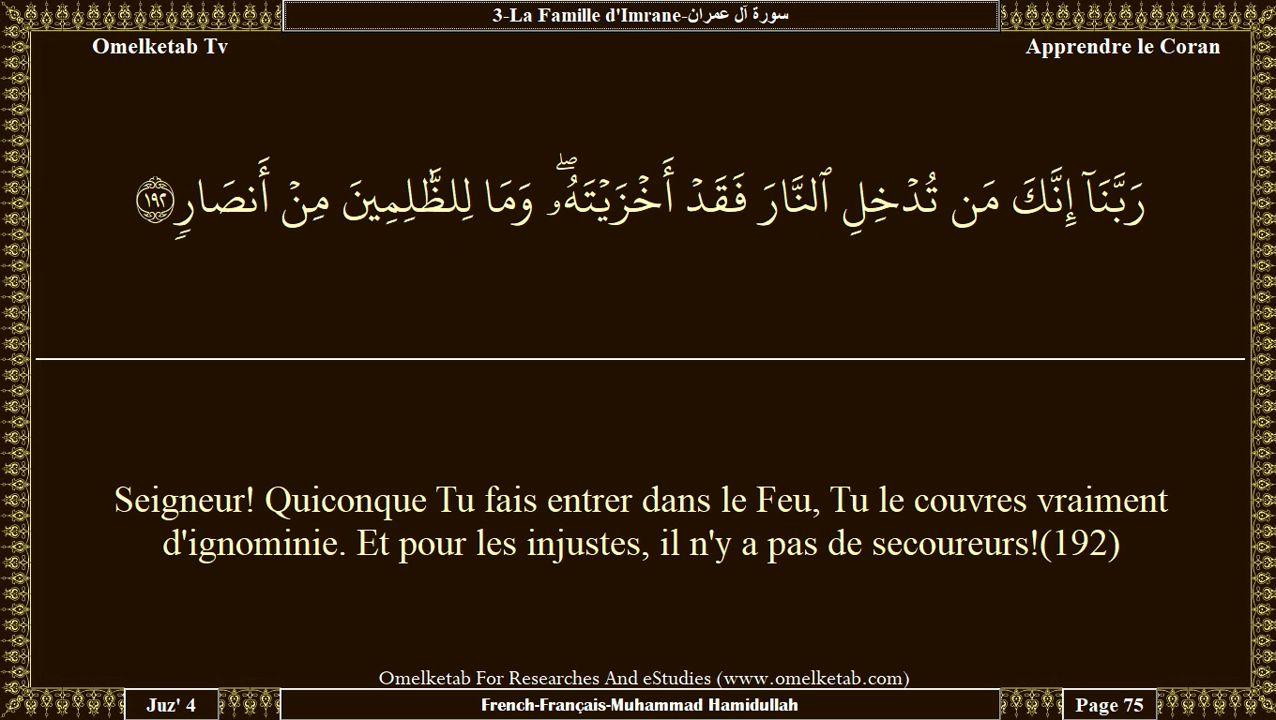 3-La Famille d'Imrane-سورة آل عمران
Omelketab Tv
Apprendre le Coran
رَبَّنَآ إِنَّكَ مَن تُدْخِلِ ٱلنَّارَ فَقَدْ أَخْزَيْتَهُۥ ۖ وَمَا لِلظَّٰلِمِينَ مِنْ أَنصَارٍ ١٩٢
Seigneur! Quiconque Tu fais entrer dans le Feu, Tu le couvres vraiment
d'ignominie. Et pour les injustes, il n'y a pas de secoureurs!(192)
Omelketab For Researches And eStudies (www.omelketab.com)
Juz' 4
French-Français-Muhammad Hamidullah
Page 75